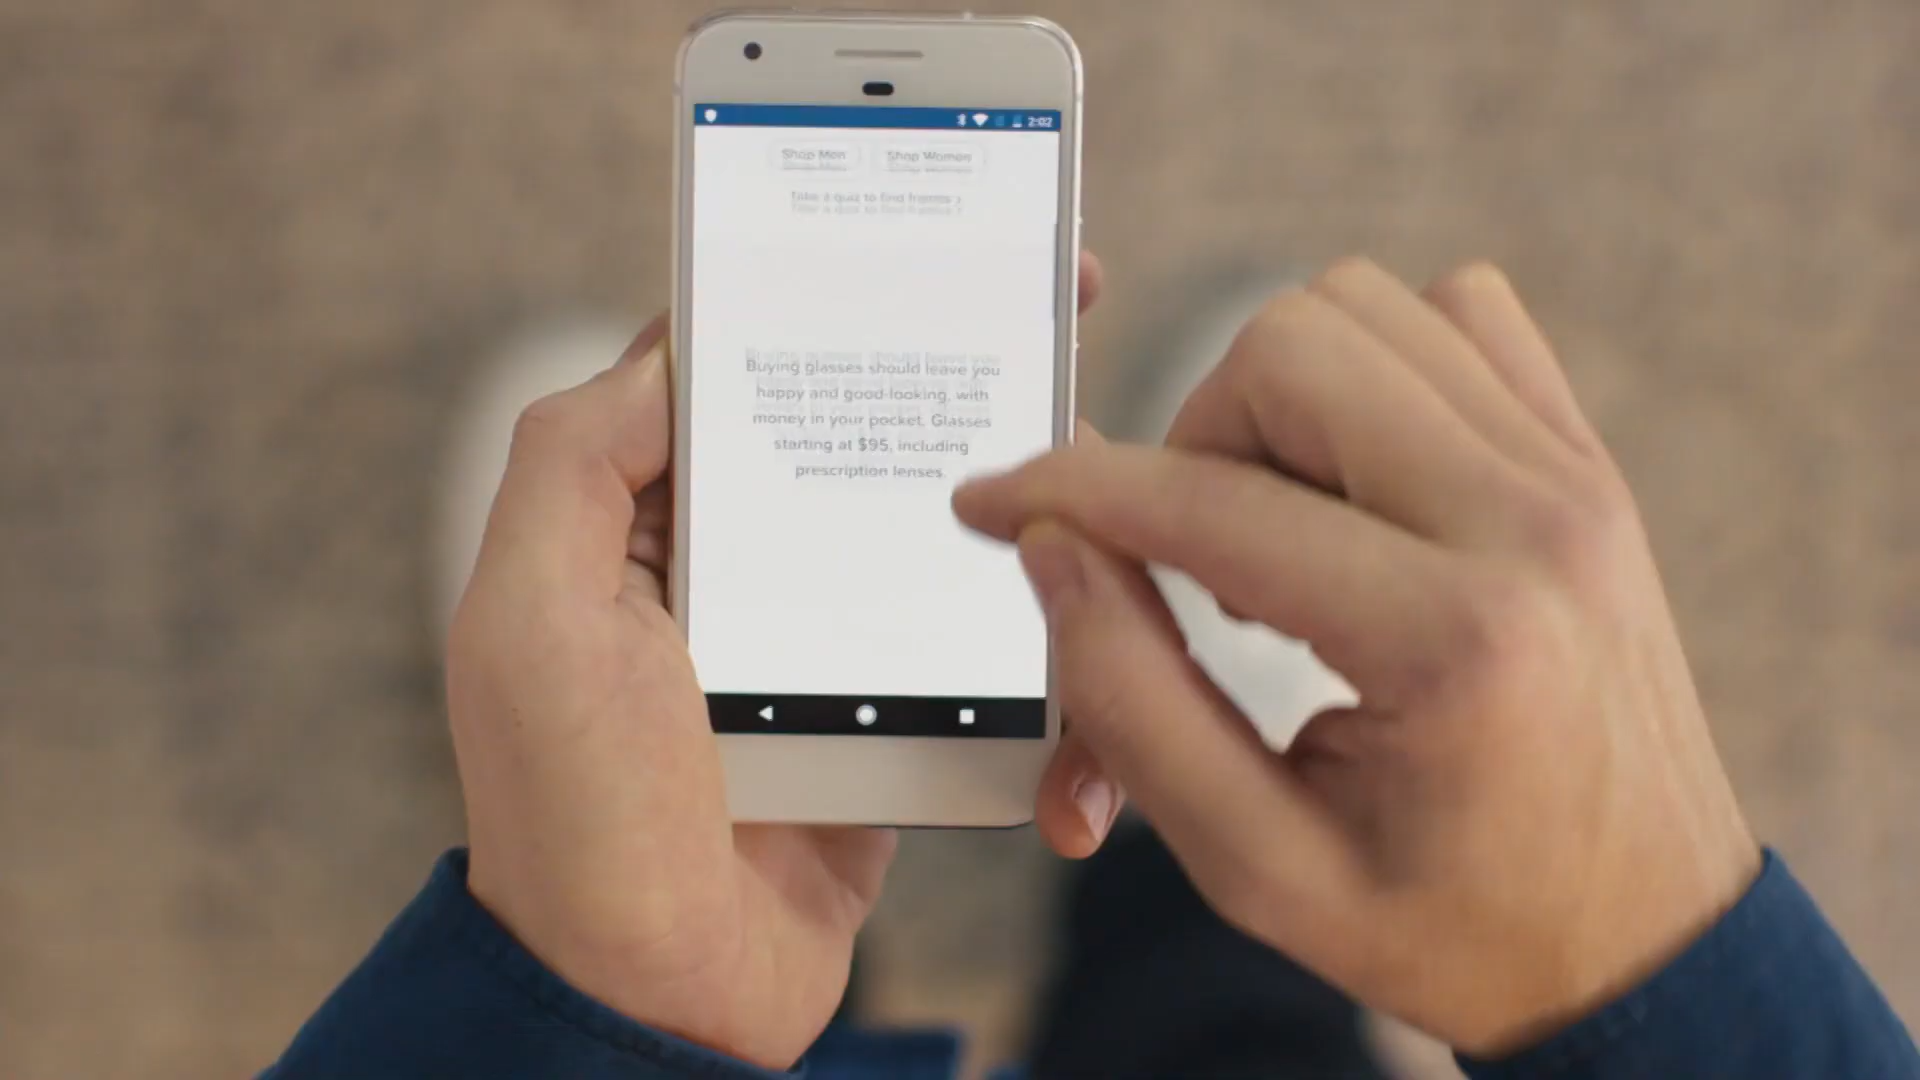 2:02
Shop Men
Shop Women
Take a quiz to find frames >
Buying glasses should leave you
happy and good-looking, with
money in your pocket. Glasses
starting at $95, including
prescription lenses.